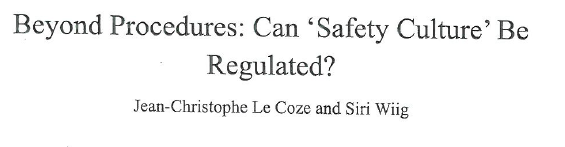 Beyond Procedures: Can ‘Safety Culture’ Be
Regulated?
Jean-Christophe Le Coze and Siri Wiig